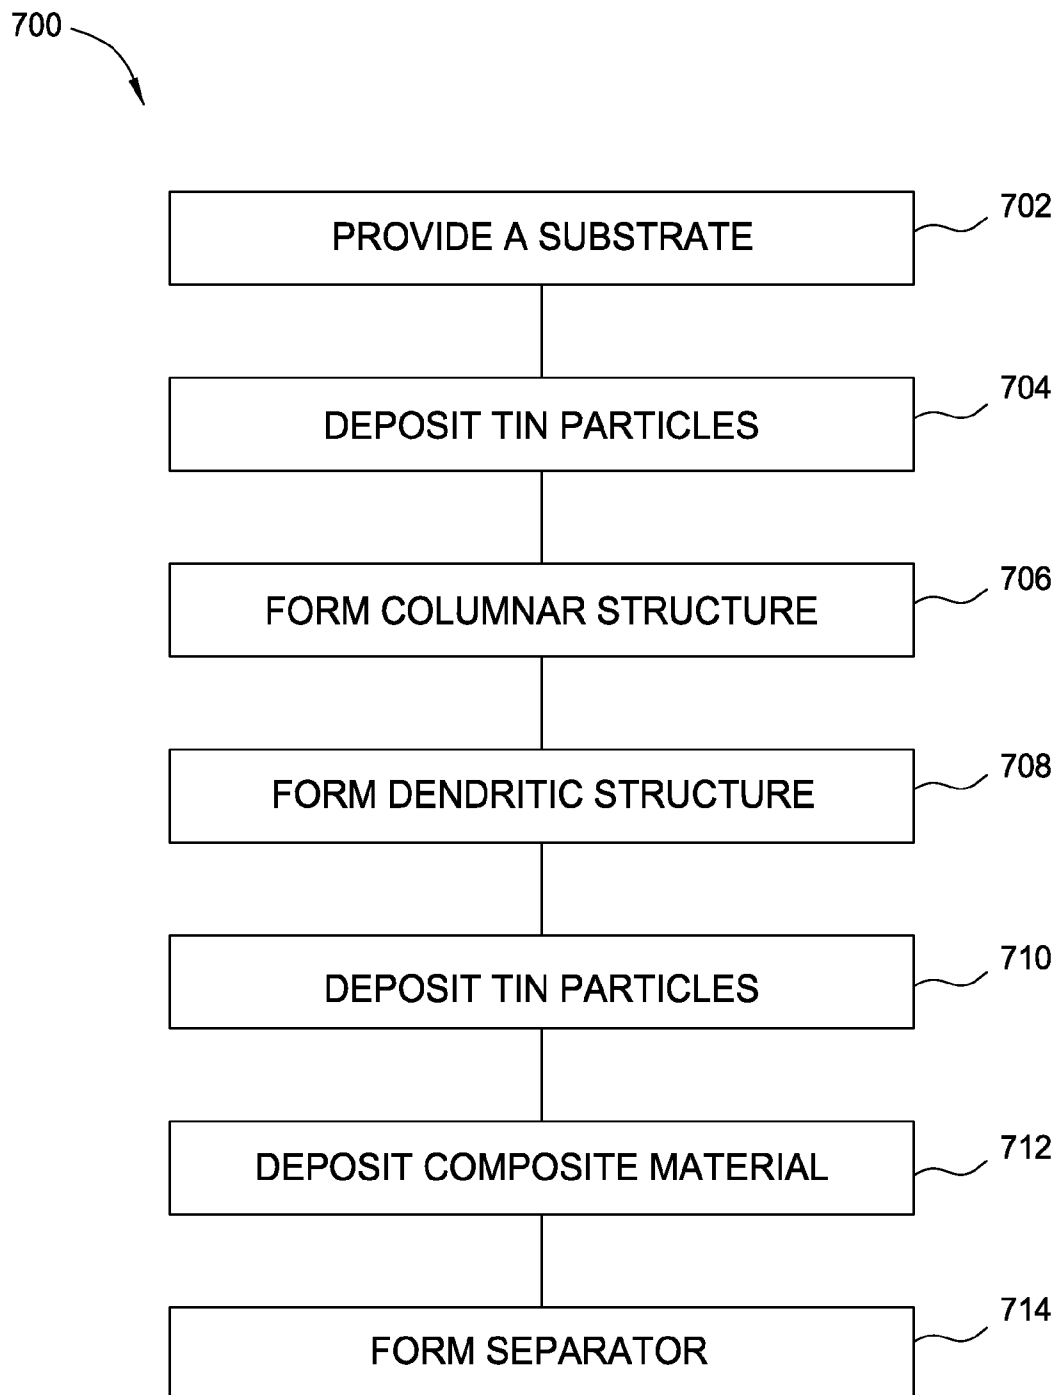 700
PROVIDE A SUBSTRATE
702
DEPOSIT TIN PARTICLES
704
FORM COLUMNAR STRUCTURE
706
FORM DENDRITIC STRUCTURE
708
DEPOSIT TIN PARTICLES
710
DEPOSIT COMPOSITE MATERIAL
712
FORM SEPARATOR
714